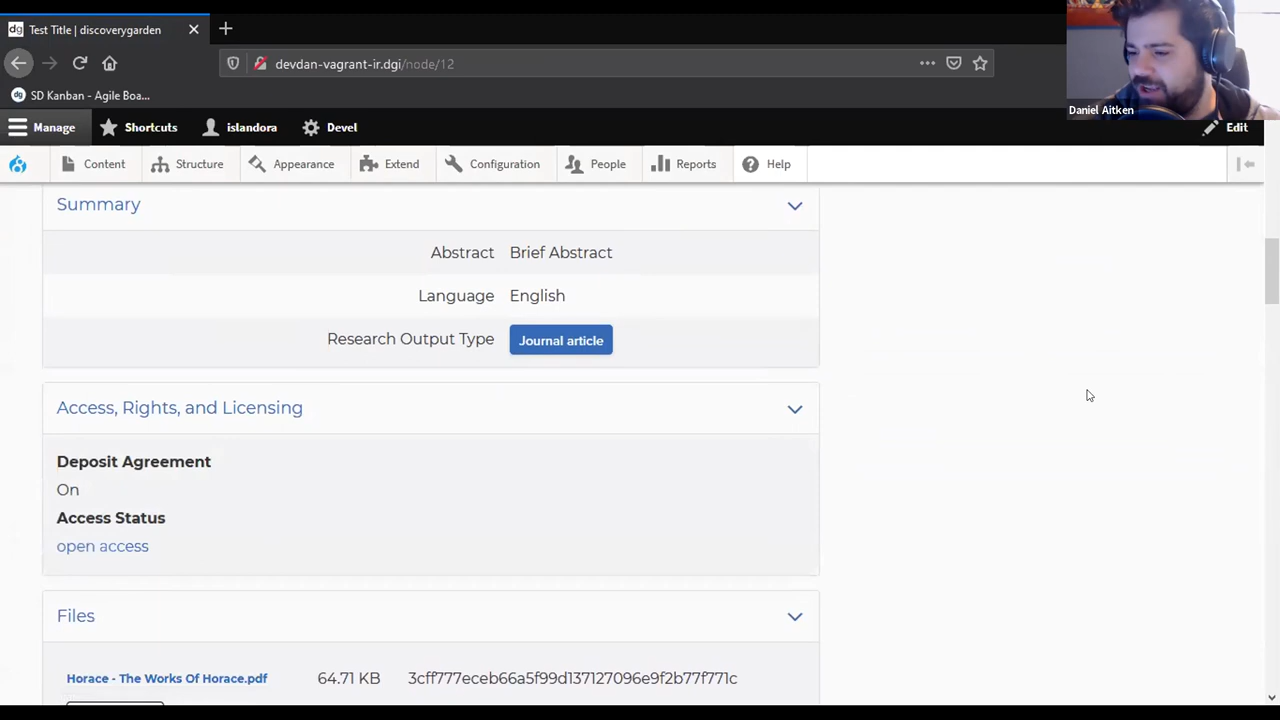 dg Test Title | discoverygarden
devdan-vagrant-ir.dgi/node/12
dg SD Kanban - Agile Boa...
Daniel Aitken
Manage Shortcuts islandora Devel Edit
Content Structure Appearance Extend Configuration People Reports Help
Summary
Abstract Brief Abstract
Language English
Research Output Type Journal article
Access, Rights, and Licensing
Deposit Agreement
On
Access Status
open access
Files
Horace - The Works Of Horace.pdf 64.71 KB 3cff777eceb66a5f99d137127096e9f2b77f771c